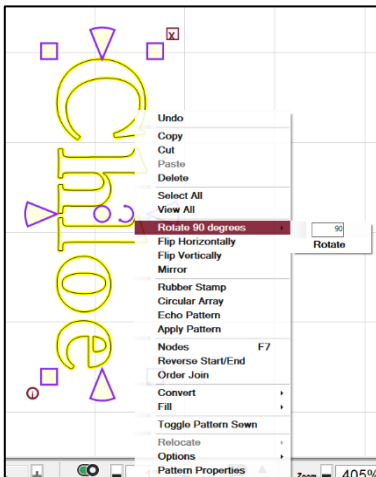 x
Chloe
i
Undo
Copy
Cut
Paste
Delete
Select All
View All
Rotate 90 degrees
90
Rotate
Flip Horizontally
Flip Vertically
Mirror
Rubber Stamp
Circular Array
Echo Pattern
Apply Pattern
Nodes F7
Reverse Start/End
Order Join
Convert
Fill
Toggle Pattern Sewn
Relocate
Options
Pattern Properties
Zoom 405%